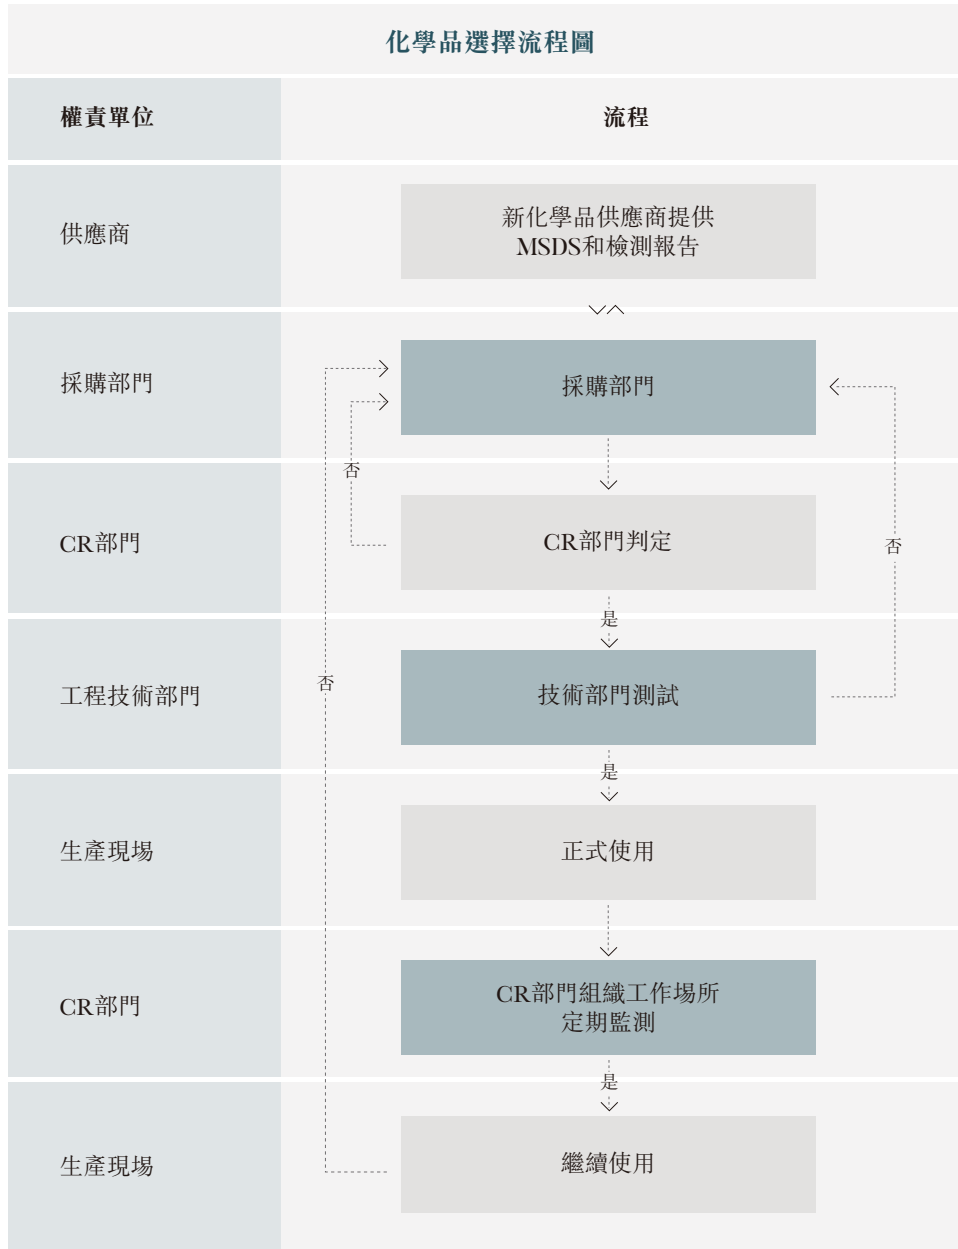 化學品選擇流程圖
權責單位
流程
供應商
新化學品供應商提供
MSDS和檢測報告
採購部門
採購部門
否
CR部門
CR部門判定
否
是
工程技術部門
技術部門測試
否
是
生產現場
正式使用
CR部門
CR部門組織工作場所
定期監測
是
生產現場
繼續使用